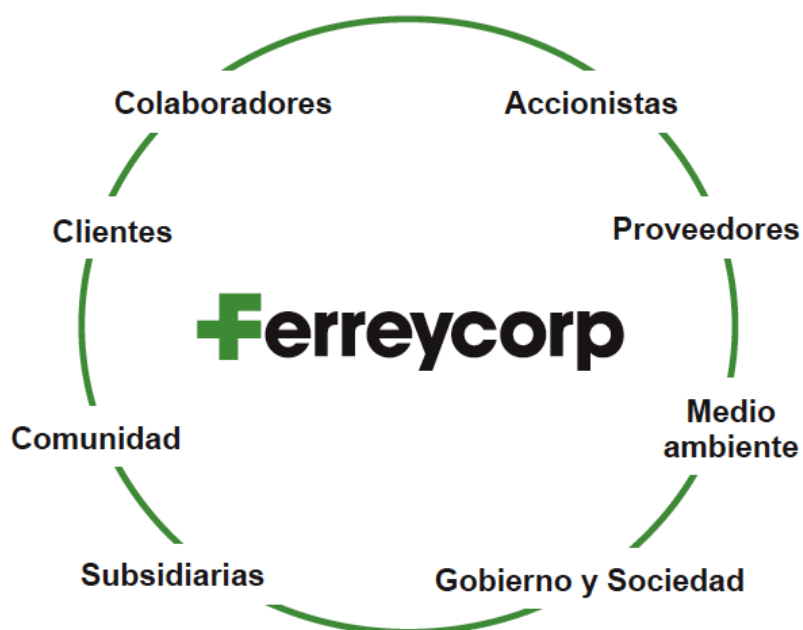 Colaboradores
Accionistas
Clientes
Proveedores
Ferreycorp
Comunidad
Medio
ambiente
Subsidiarias
Gobierno y Sociedad